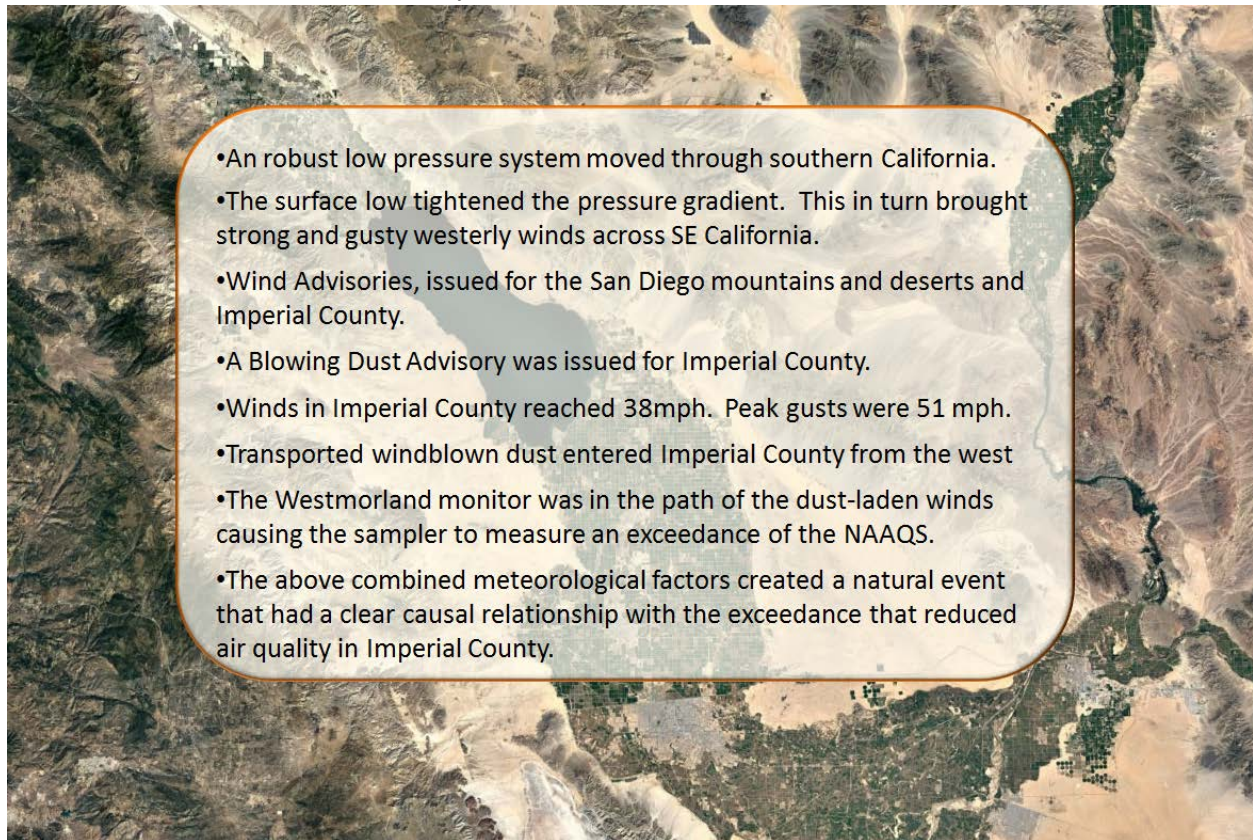 •An robust low pressure system moved through southern California.
•The surface low tightened the pressure gradient.  This in turn brought
strong and gusty westerly winds across SE California.
•Wind Advisories, issued for the San Diego mountains and deserts and
Imperial County.
•A Blowing Dust Advisory was issued for Imperial County.
•Winds in Imperial County reached 38mph.  Peak gusts were 51 mph.
•Transported windblown dust entered Imperial County from the west
•The Westmorland monitor was in the path of the dust-laden winds
causing the sampler to measure an exceedance of the NAAQS.
•The above combined meteorological factors created a natural event
that had a clear causal relationship with the exceedance that reduced
air quality in Imperial County.